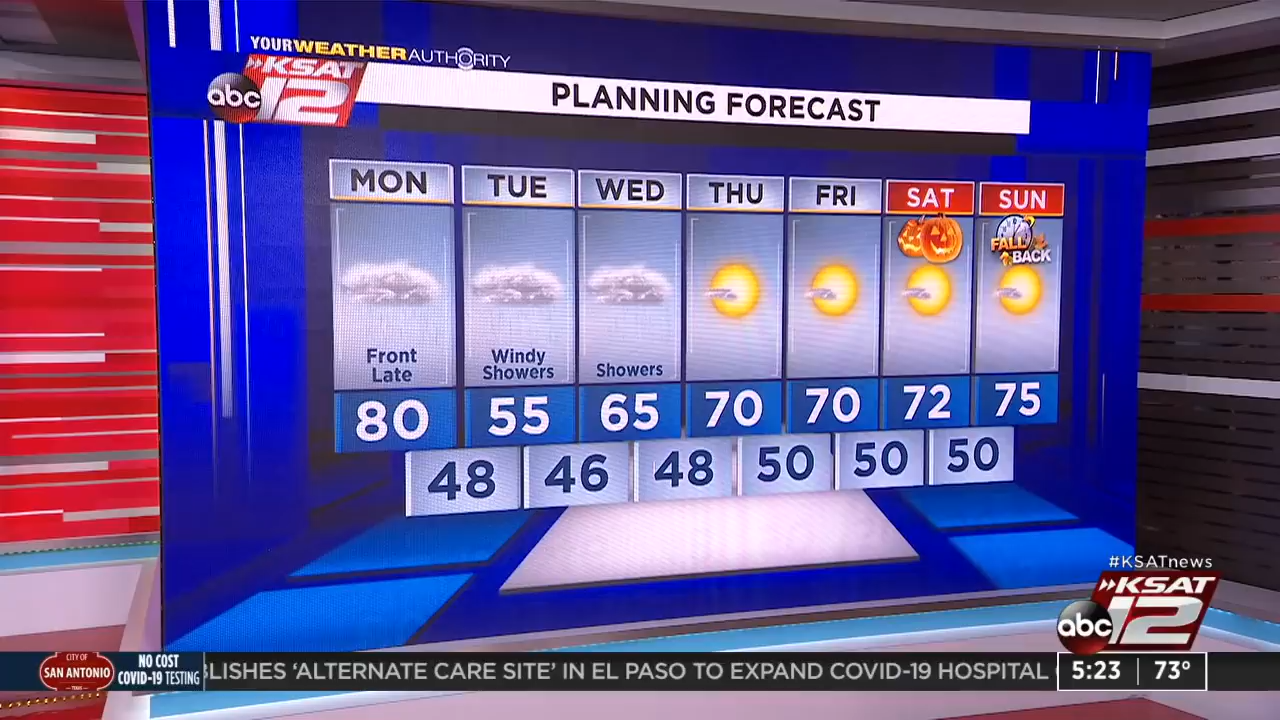 YOUR WEATHER AUTHORITY
»KSAT
abc 12
PLANNING FORECAST
MON TUE WED THU FRI SAT SUN
FALL
BACK
Front
Late
Windy
Showers
Showers
80 55 65 70 70 72 75
48 46 48 50 50 50
#KSATnews
»KSAT
abc 12
CITY OF
SAN ANTONIO
TEXAS
NO COST
COVID-19 TESTING
BLISHES 'ALTERNATE CARE SITE' IN EL PASO TO EXPAND COVID-19 HOSPITAL
5:23 73°